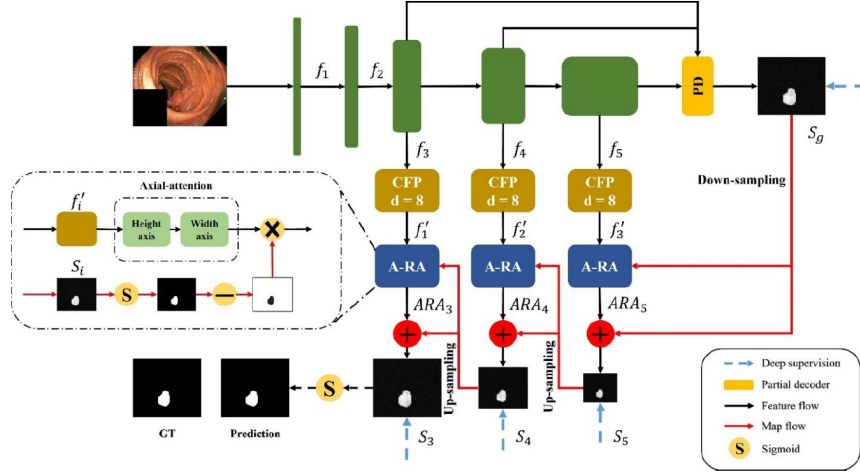 f₁
f₂
PD
S_g
f₃
f₄
f₅
Down-sampling
CFP
d = 8
CFP
d = 8
CFP
d = 8
Axial-attention
f′ᵢ
Height
axis
Width
axis
f′₁
f′₂
f′₃
Sᵢ
S
A-RA
A-RA
A-RA
ARA₃
ARA₄
ARA₅
+
+
+
Up-sampling
Up-sampling
S
GT
Prediction
S₃
S₄
S₅
Deep supervision
Partial decoder
Feature flow
Map flow
S
Sigmoid